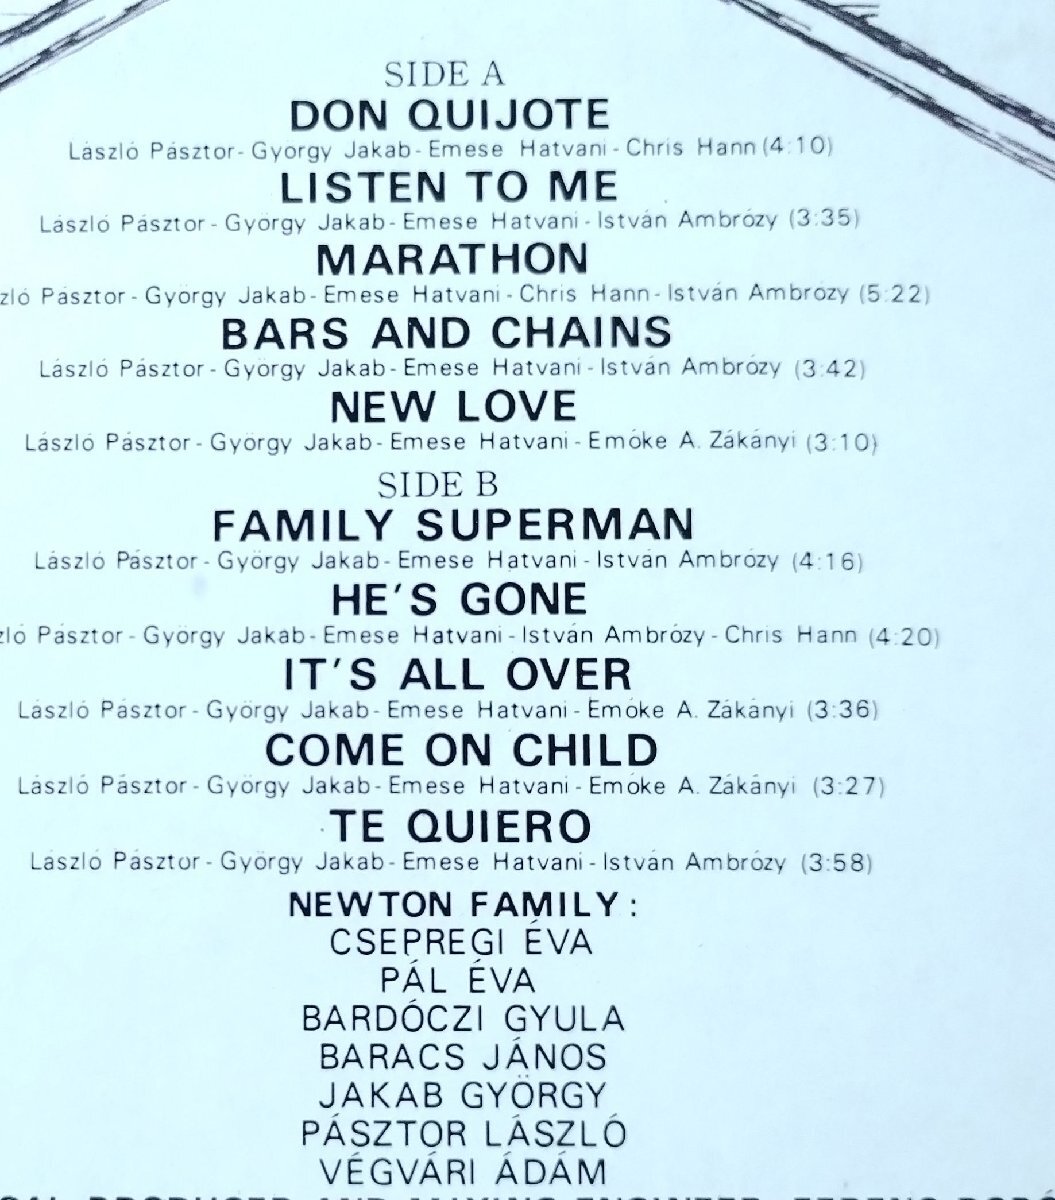 SIDE A
DON QUIJOTE
László Pásztor - György Jakab - Emese Hatvani - Chris Hann (4:10)
LISTEN TO ME
László Pásztor - György Jakab - Emese Hatvani - István Ambrózy (3:35)
MARATHON
zló Pásztor - György Jakab - Emese Hatvani - Chris Hann - István Ambrózy (5:22)
BARS AND CHAINS
László Pásztor - György Jakab - Emese Hatvani - István Ambrózy (3:42)
NEW LOVE
László Pásztor - György Jakab - Emese Hatvani - Emőke A. Zákányi (3:10)
SIDE B
FAMILY SUPERMAN
László Pásztor - György Jakab - Emese Hatvani - István Ambrózy (4:16)
HE'S GONE
zló Pásztor - György Jakab - Emese Hatvani - István Ambrózy - Chris Hann (4:20)
IT'S ALL OVER
László Pásztor - György Jakab - Emese Hatvani - Emőke A. Zákányi (3:36)
COME ON CHILD
László Pásztor - György Jakab - Emese Hatvani - Emőke A. Zákányi (3:27)
TE QUIERO
László Pásztor - György Jakab - Emese Hatvani - István Ambrózy (3:58)
NEWTON FAMILY:
CSEPREGI ÉVA
PÁL ÉVA
BARDÓCZI GYULA
BARACS JÁNOS
JAKAB GYÖRGY
PÁSZTOR LÁSZLÓ
VÉGVÁRI ÁDÁM
PRODUCER AND MIXING ENGINEER